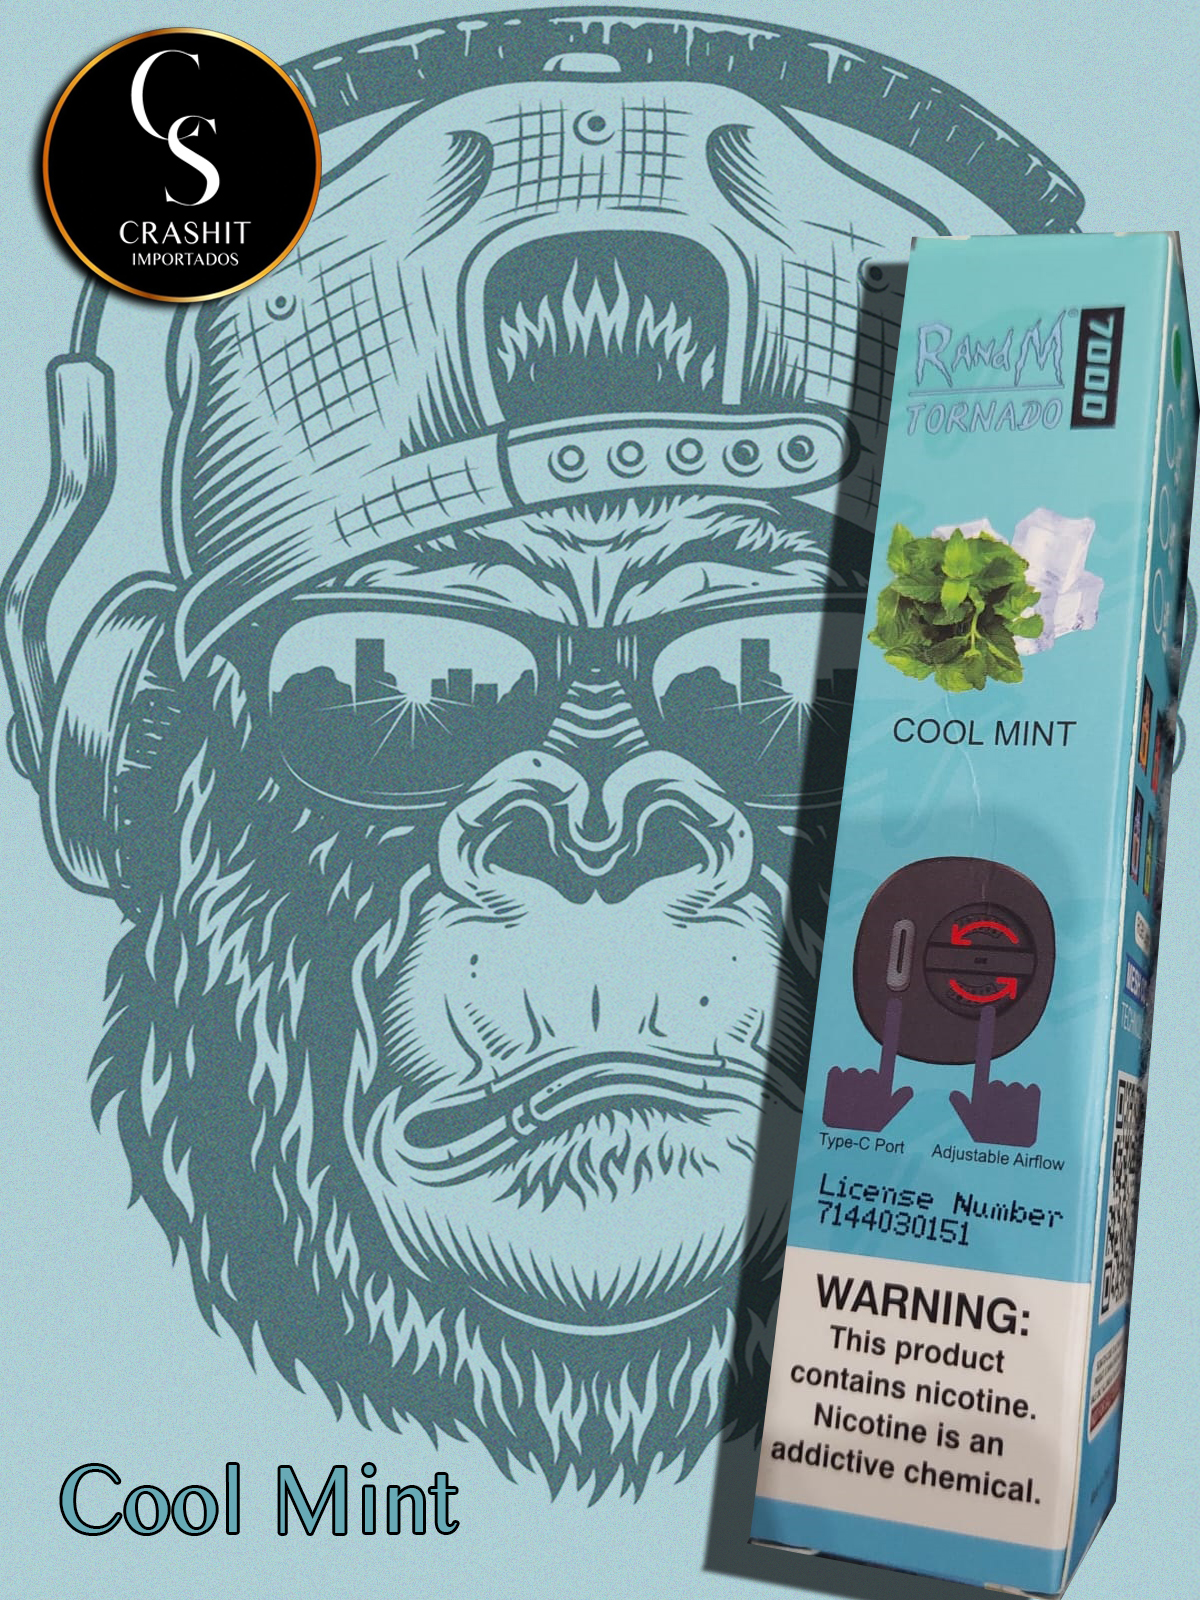 CS
CRASHIT
IMPORTADOS
RANDM®
TORNADO
7000
COOL MINT
Type-C Port
Adjustable Airflow
License Number
7144030151
WARNING:
This product
contains nicotine.
Nicotine is an
addictive chemical.
Cool Mint